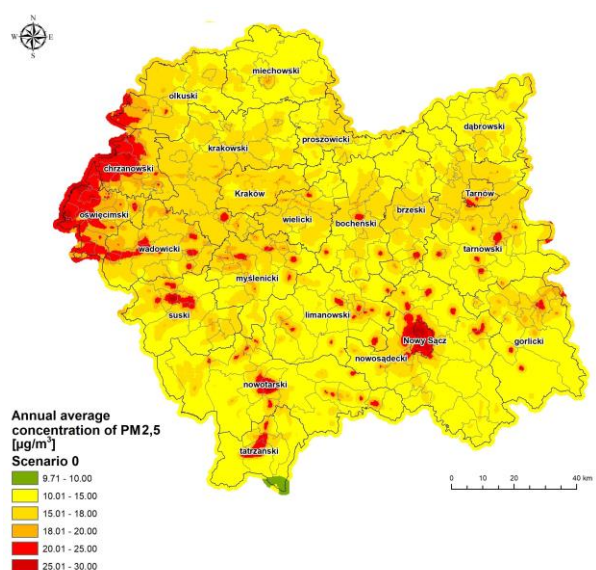 N
W E
S
miechowski
olkuski
dąbrowski
proszowicki
krakowski
chrzanowski
Kraków
Tarnów
brzeski
oświęcimski
wielicki
bocheński
wadowicki
tarnowski
myślenicki
suski
limanowski
Nowy Sącz
gorlicki
nowosądecki
nowotarski
tatrzański
Annual average
concentration of PM2,5
[µg/m³]
Scenario 0
9.71 - 10.00
10.01 - 15.00
15.01 - 18.00
18.01 - 20.00
20.01 - 25.00
25.01 - 30.00
0 10 20 40 km